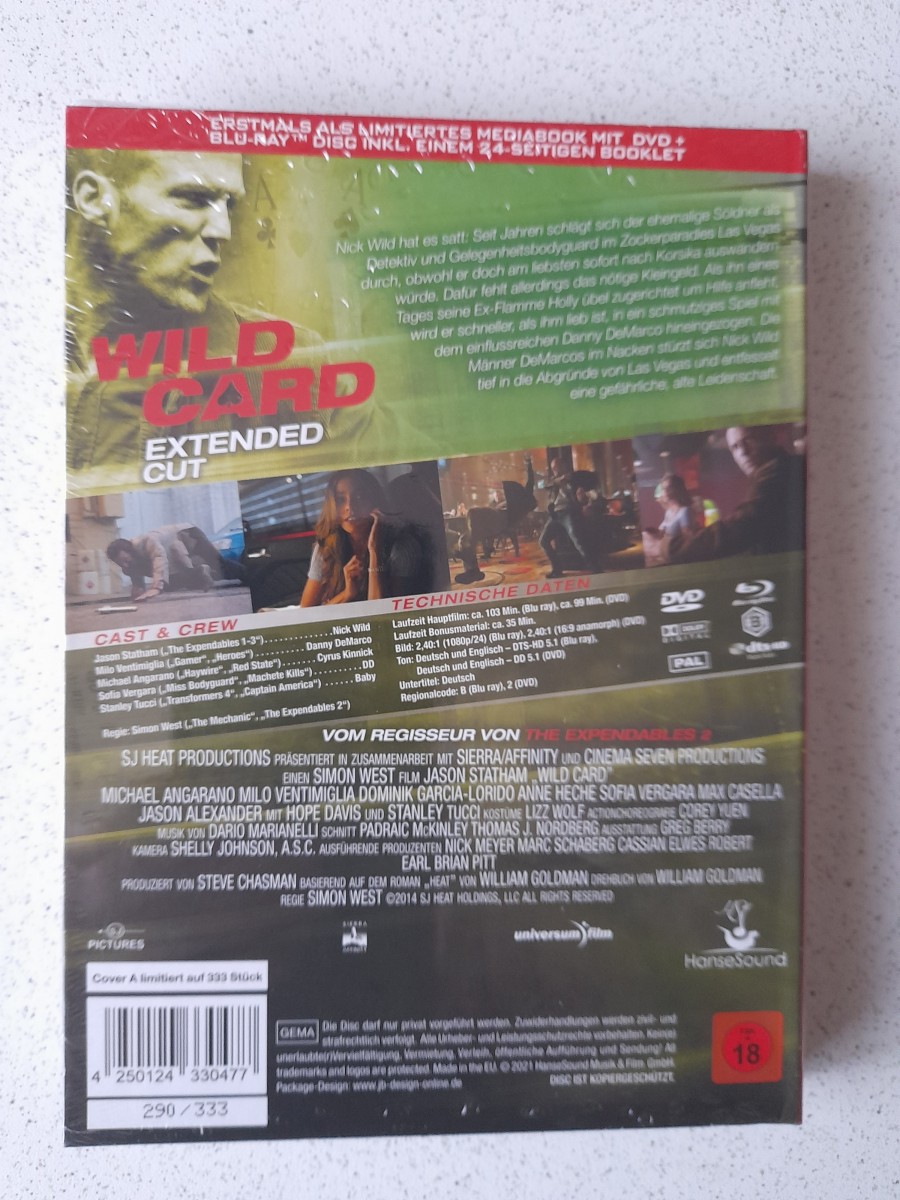 ERSTMALS ALS LIMITIERTES MEDIABOOK MIT DVD +
BLU-RAY™ DISC INKL. EINEM 24-SEITIGEN BOOKLET
Nick Wild hat es satt: Seit Jahren schlägt sich der ehemalige Söldner als
Detektiv und Gelegenheitsbodyguard im Zockerparadies Las Vegas
durch, obwohl er doch am liebsten sofort nach Korsika auswandern
würde. Dafür fehlt allerdings das nötige Kleingeld. Als ihn eines
Tages seine Ex-Flamme Holly übel zugerichtet um Hilfe anfleht,
wird er schneller, als ihm lieb ist, in ein schmutziges Spiel mit
dem einflussreichen Danny DeMarco hineingezogen. Die
Männer DeMarcos im Nacken stürzt sich Nick Wild
tief in die Abgründe von Las Vegas und entfesselt
eine gefährliche, alte Leidenschaft.
WILD
CARD
EXTENDED
CUT
CAST & CREW
Jason Statham („The Expendables 1-3“).............Nick Wild
Milo Ventimiglia („Gamer“, „Heroes“)..........Danny DeMarco
Michael Angarano („Haywire“, „Red State“).......Cyrus Kinnick
Sofia Vergara („Miss Bodyguard“, „Machete Kills“).........DD
Stanley Tucci („Transformers 4“, „Captain America“)......Baby
Regie: Simon West („The Mechanic“, „The Expendables 2“)
TECHNISCHE DATEN
Laufzeit Hauptfilm: ca. 103 Min. (Blu ray), ca. 99 Min. (DVD)
Laufzeit Bonusmaterial: ca. 35 Min.
Bild: 2,40:1 (1080p/24) (Blu ray), 2,40:1 (16:9 anamorph) (DVD)
Ton: Deutsch und Englisch – DTS-HD 5.1 (Blu ray),
Deutsch und Englisch – DD 5.1 (DVD)
Untertitel: Deutsch
Regionalcode: B (Blu ray), 2 (DVD)
DVD
DOLBY
DIGITAL
B
dts HD
PAL
VOM REGISSEUR VON THE EXPENDABLES 2
SJ HEAT PRODUCTIONS PRÄSENTIERT IN ZUSAMMENARBEIT MIT SIERRA/AFFINITY UND CINEMA SEVEN PRODUCTIONS
EINEN SIMON WEST FILM JASON STATHAM „WILD CARD“
MICHAEL ANGARANO MILO VENTIMIGLIA DOMINIK GARCIA-LORIDO ANNE HECHE SOFIA VERGARA MAX CASELLA
JASON ALEXANDER MIT HOPE DAVIS UND STANLEY TUCCI KOSTÜME LIZZ WOLF ACTIONCHOREOGRAFIE COREY YUEN
MUSIK VON DARIO MARIANELLI SCHNITT PADRAIC McKINLEY THOMAS J. NORDBERG AUSSTATTUNG GREG BERRY
KAMERA SHELLY JOHNSON, A.S.C. AUSFÜHRENDE PRODUZENTEN NICK MEYER MARC SCHABERG CASSIAN ELWES ROBERT
EARL BRIAN PITT
PRODUZIERT VON STEVE CHASMAN BASIEREND AUF DEM ROMAN „HEAT“ VON WILLIAM GOLDMAN DREHBUCH VON WILLIAM GOLDMAN
REGIE SIMON WEST ©2014 SJ HEAT HOLDINGS, LLC ALL RIGHTS RESERVED
SJ
PICTURES
SIERRA
AFFINITY
universum film
HanseSound
Cover A limitiert auf 333 Stück
4 250124 330477
290/333
GEMA
Die Disc darf nur privat vorgeführt werden. Zuwiderhandlungen werden zivil- und
strafrechtlich verfolgt. Alle Urheber- und Leistungsschutzrechte vorbehalten. Keine
unerlaubte(r)Vervielfältigung, Vermietung, Verleih, öffentliche Aufführung und Sendung! All
trademarks and logos are protected. Made in the EU. © 2021 HanseSound Musik & Film GmbH.
Package-Design: www.jb-design-online.de
DISC IST KOPIERGESCHÜTZT.
18